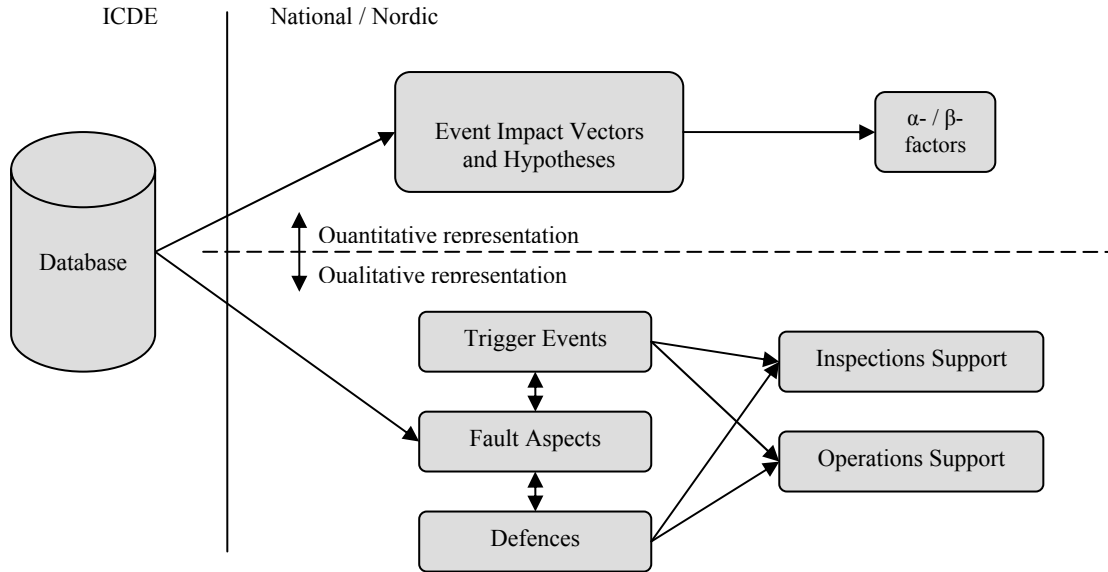 ICDE
National / Nordic
Event Impact Vectors
and Hypotheses
α- / β-
factors
Quantitative representation
Database
Qualitative representation
Trigger Events
Inspections Support
Fault Aspects
Operations Support
Defences